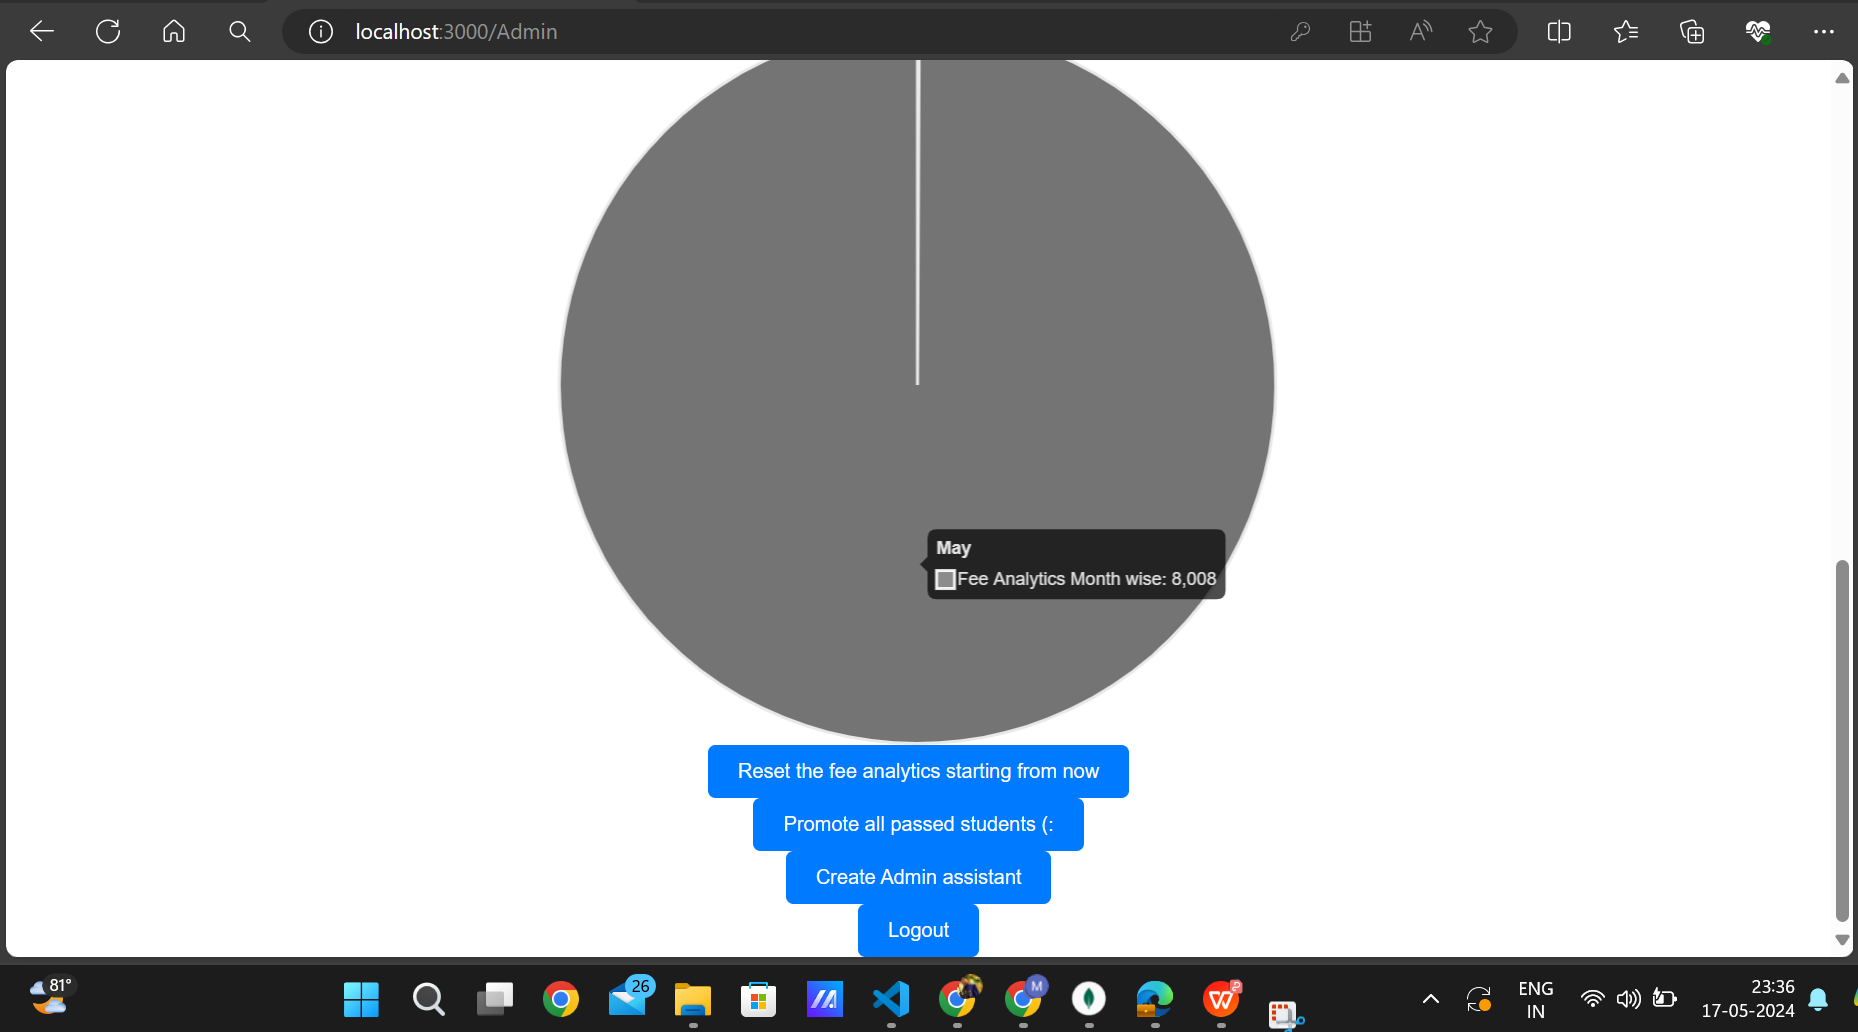 localhost:3000/Admin
May
Fee Analytics Month wise: 8,008
Reset the fee analytics starting from now
Promote all passed students (:
Create Admin assistant
Logout
81°
26
M
ENG
IN
23:36
17-05-2024